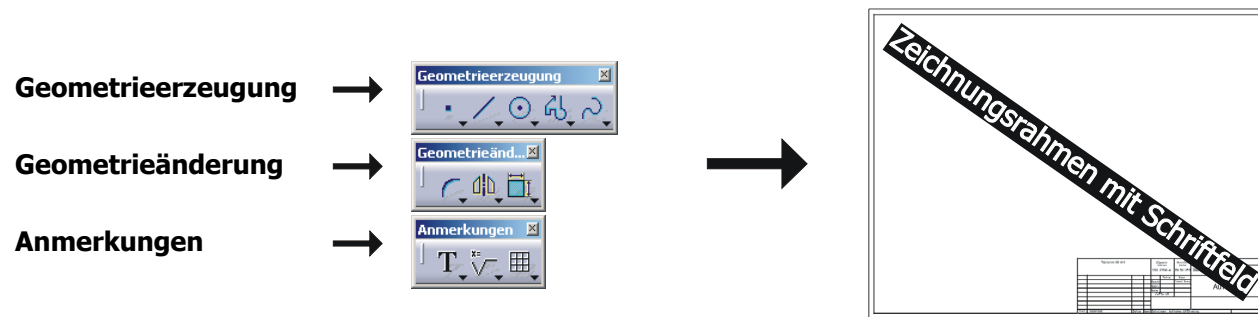 Geometrieerzeugung
Geometrieerzeugung
Geometrieänderung
Geometrieänd...
Anmerkungen
Anmerkungen
T
x=
Zeichnungsrahmen mit Schriftfeld